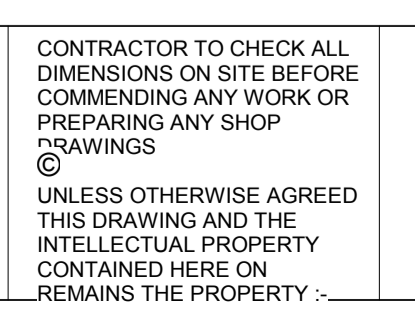 CONTRACTOR TO CHECK ALL
DIMENSIONS ON SITE BEFORE
COMMENDING ANY WORK OR
PREPARING ANY SHOP
DRAWINGS
©
UNLESS OTHERWISE AGREED
THIS DRAWING AND THE
INTELLECTUAL PROPERTY
CONTAINED HERE ON
REMAINS THE PROPERTY :-